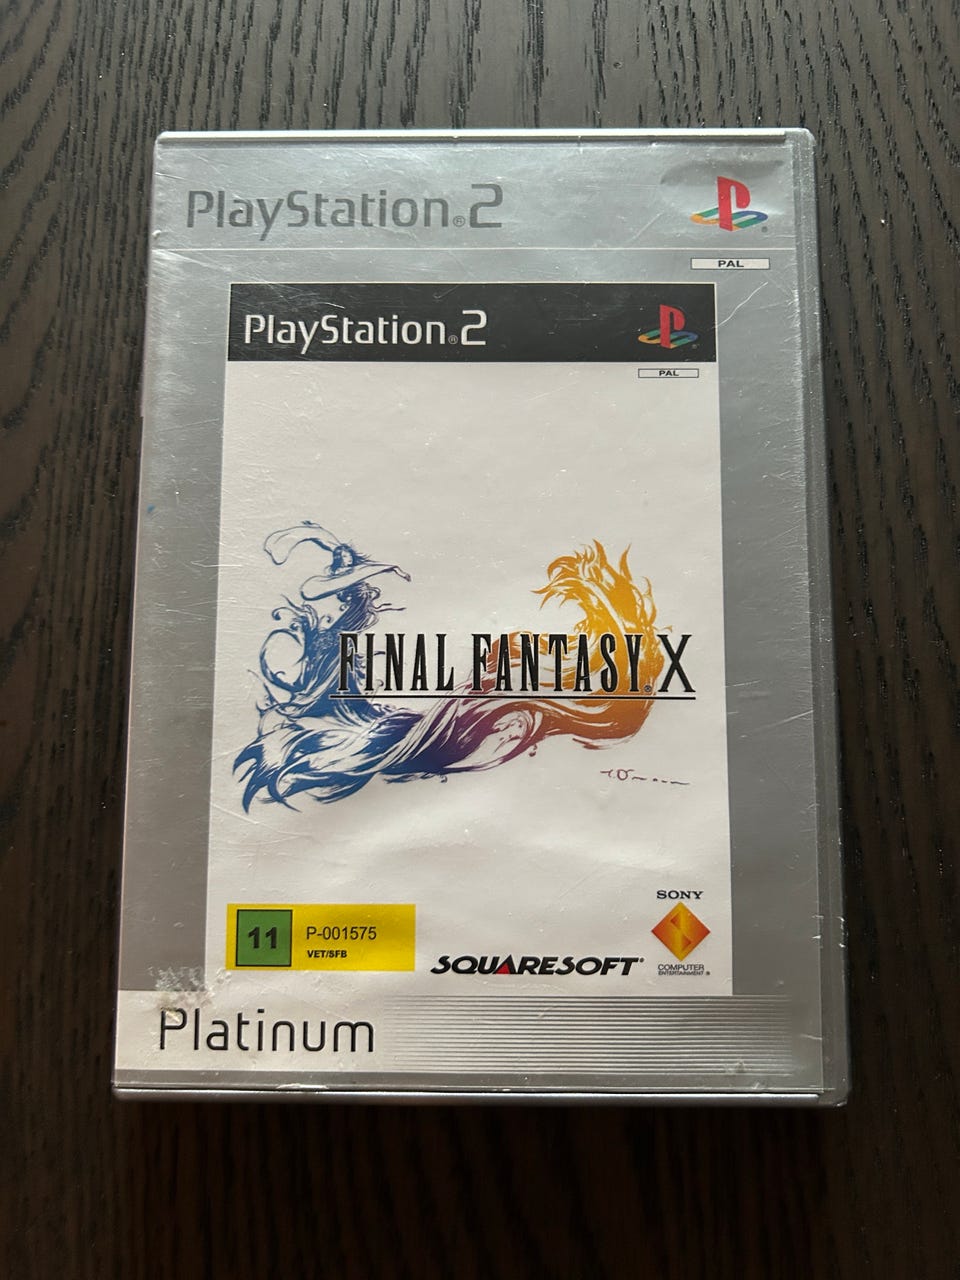 PlayStation®2
PAL
PlayStation®2
PAL
FINAL FANTASY® X
11
P-001575
VET/SFB
SQUARESOFT®
SONY
COMPUTER
ENTERTAINMENT®
Platinum